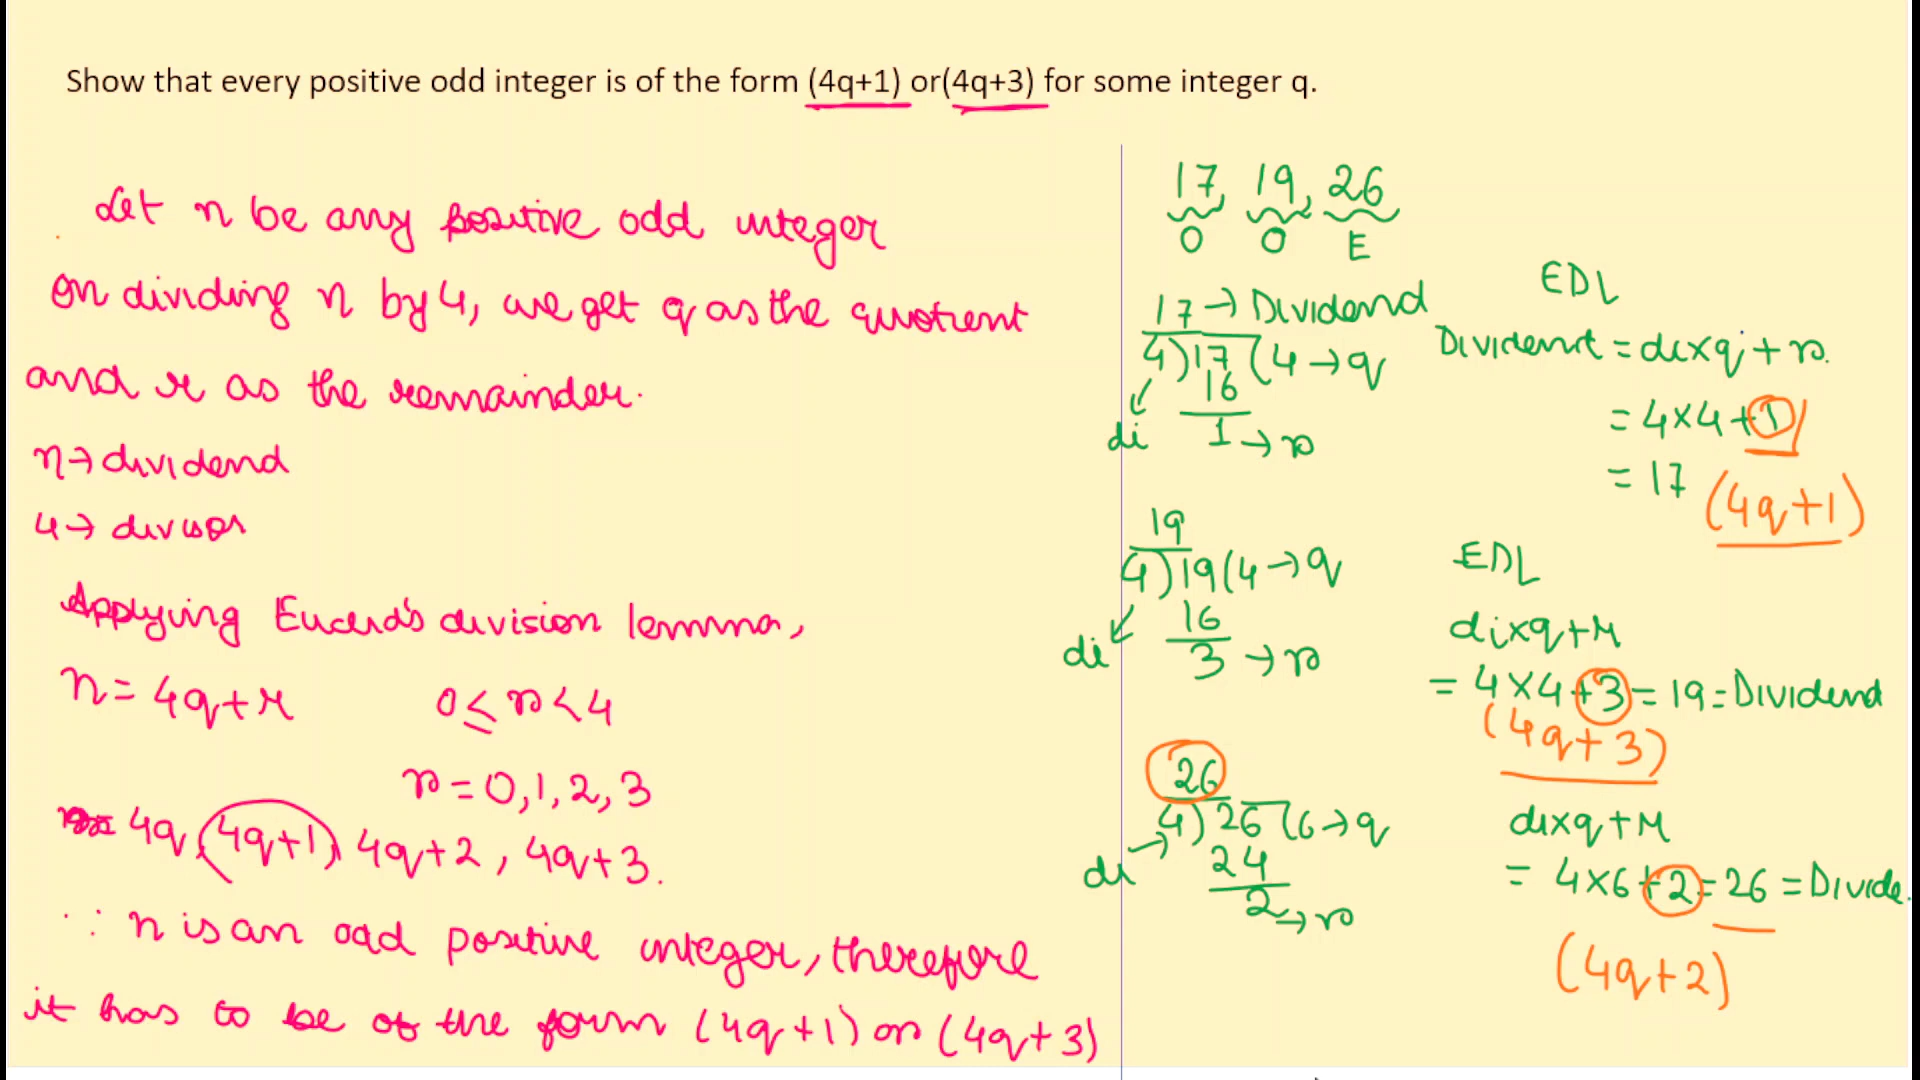 Show that every positive odd integer is of the form (4q+1) or(4q+3) for some integer q.
Let n be any positive odd integer
On dividing n by 4, we get q as the quotient
and r as the remainder.
n→dividend
4→ divisor
Applying Euclid's division lemma,
n = 4q+r 0≤r<4
r = 0,1,2,3
n= 4q, 4q+1, 4q+2, 4q+3.
∵ n is an odd positive integer, therefore
it has to be of the form (4q+1) or (4q+3)
17, 19, 26
O O E
17→ Dividend
4)17(4→q
16
di 1→r
EDL
Dividend = di×q+r.
= 4×4+1
= 17 (4q+1)
19
4)19(4→q
16
di 3→r
EDL
di×q+r
= 4×4+3 = 19 = Dividend
(4q+3)
26
4)26(6→q
di 24
2→r
di×q+r
= 4×6+2=26 = Divide.
(4q+2)